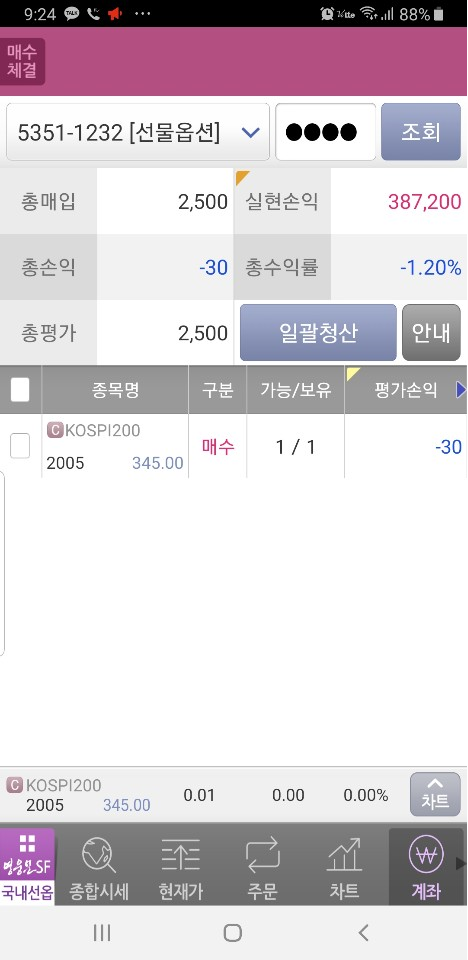 9:24 TALK ... LTE 88%
매수
체결
5351-1232 [선물옵션] ●●●● 조회
총매입 2,500 실현손익 387,200
총손익 -30 총수익률 -1.20%
총평가 2,500 일괄청산 안내
종목명 구분 가능/보유 평가손익
C KOSPI200
2005 345.00 매수 1 / 1 -30
C KOSPI200
2005 345.00 0.01 0.00 0.00% 차트
영웅문SF
국내선옵 종합시세 현재가 주문 차트 계좌